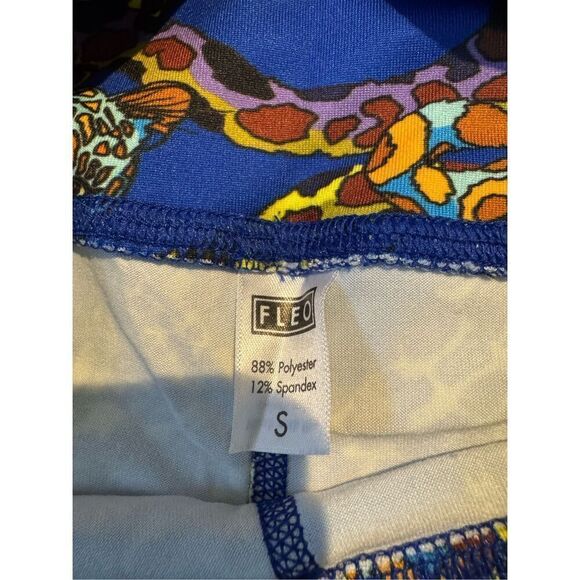 FLEO
88% Polyester
12% Spandex
S